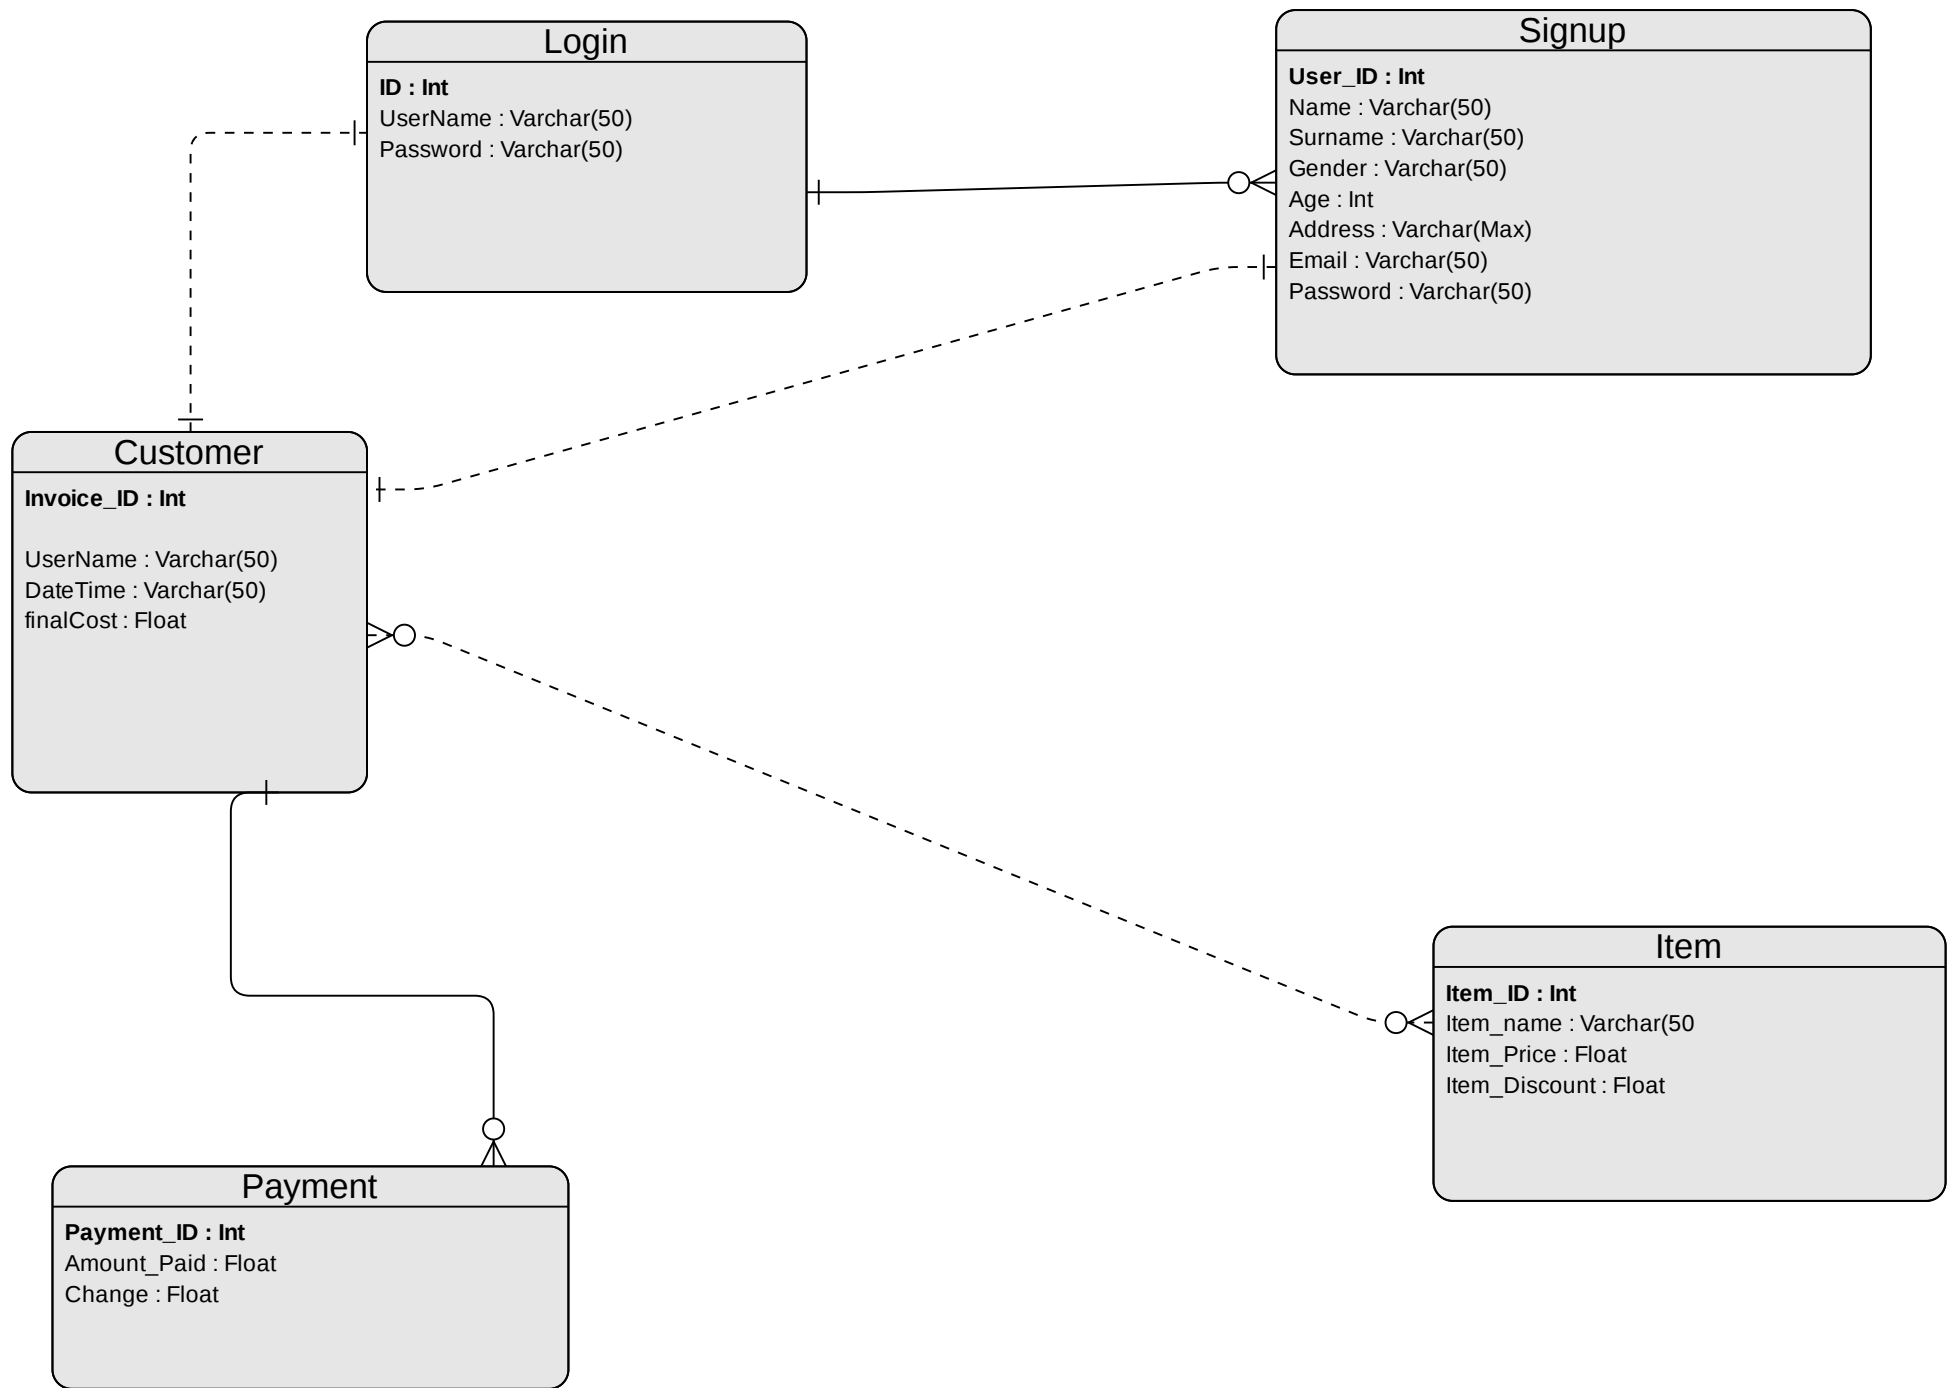 Login
ID : Int
UserName : Varchar(50)
Password : Varchar(50)
Signup
User_ID : Int
Name : Varchar(50)
Surname : Varchar(50)
Gender : Varchar(50)
Age : Int
Address : Varchar(Max)
Email : Varchar(50)
Password : Varchar(50)
Customer
Invoice_ID : Int
UserName : Varchar(50)
DateTime : Varchar(50)
finalCost : Float
Item
Item_ID : Int
Item_name : Varchar(50
Item_Price : Float
Item_Discount : Float
Payment
Payment_ID : Int
Amount_Paid : Float
Change : Float